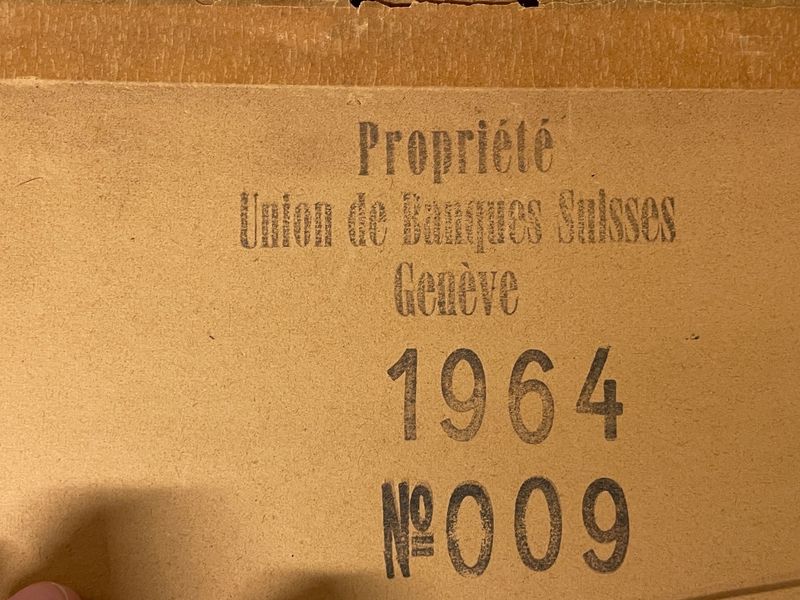 Propriété
Union de Banques Suisses
Genève
1964
Nº 009